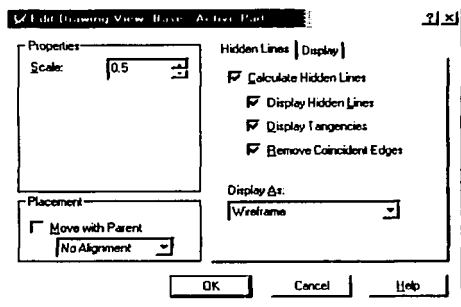 Edit Drawing View: Base - Active Part
Properties
Scale:
0.5
Hidden Lines
Display
Calculate Hidden Lines
Display Hidden Lines
Display Tangencies
Remove Coincident Edges
Display As:
Wireframe
Placement
Move with Parent
No Alignment
OK
Cancel
Help